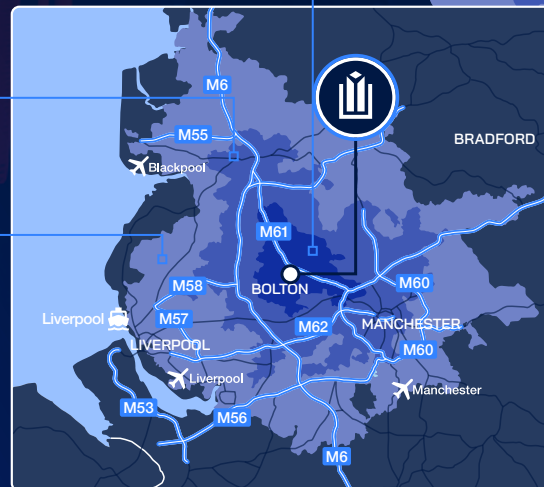 M6
M55
BRADFORD
Blackpool
M61
BOLTON
M58
M60
M57
Liverpool
M62
MANCHESTER
LIVERPOOL
M60
Liverpool
Manchester
M53
M56
M6